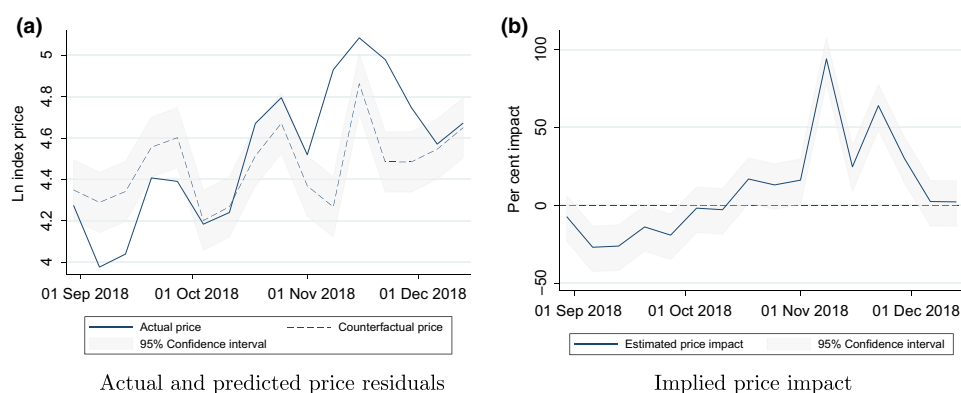 (a)
Ln index price
5
4.8
4.6
4.4
4.2
4
01 Sep 2018 01 Oct 2018 01 Nov 2018 01 Dec 2018
Actual price Counterfactual price
95% Confidence interval
Actual and predicted price residuals
(b)
Per cent impact
100
50
0
−50
01 Sep 2018 01 Oct 2018 01 Nov 2018 01 Dec 2018
Estimated price impact 95% Confidence interval
Implied price impact